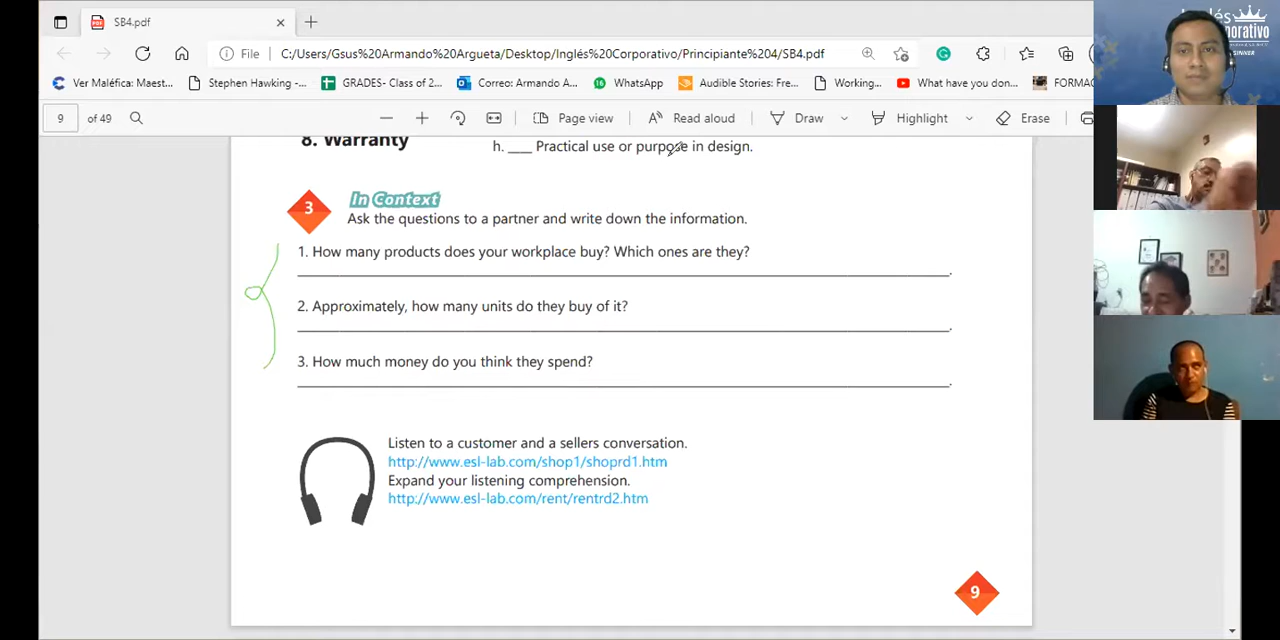 SB4.pdf
File C:/Users/Gsus%20Armando%20Argueta/Desktop/Inglés%20Corporativo/Principiante%204/SB4.pdf
Ver Maléfica: Maest... Stephen Hawking -... GRADES- Class of 2... Correo: Armando A... WhatsApp Audible Stories: Fre... Working... What have you don... FORMAC
9 of 49 Page view Read aloud Draw Highlight Erase
8. Warranty h. ____ Practical use or purpose in design.
3 In Context
Ask the questions to a partner and write down the information.
1. How many products does your workplace buy? Which ones are they?
2. Approximately, how many units do they buy of it?
3. How much money do you think they spend?
Listen to a customer and a sellers conversation.
http://www.esl-lab.com/shop1/shoprd1.htm
Expand your listening comprehension.
http://www.esl-lab.com/rent/rentrd2.htm
9